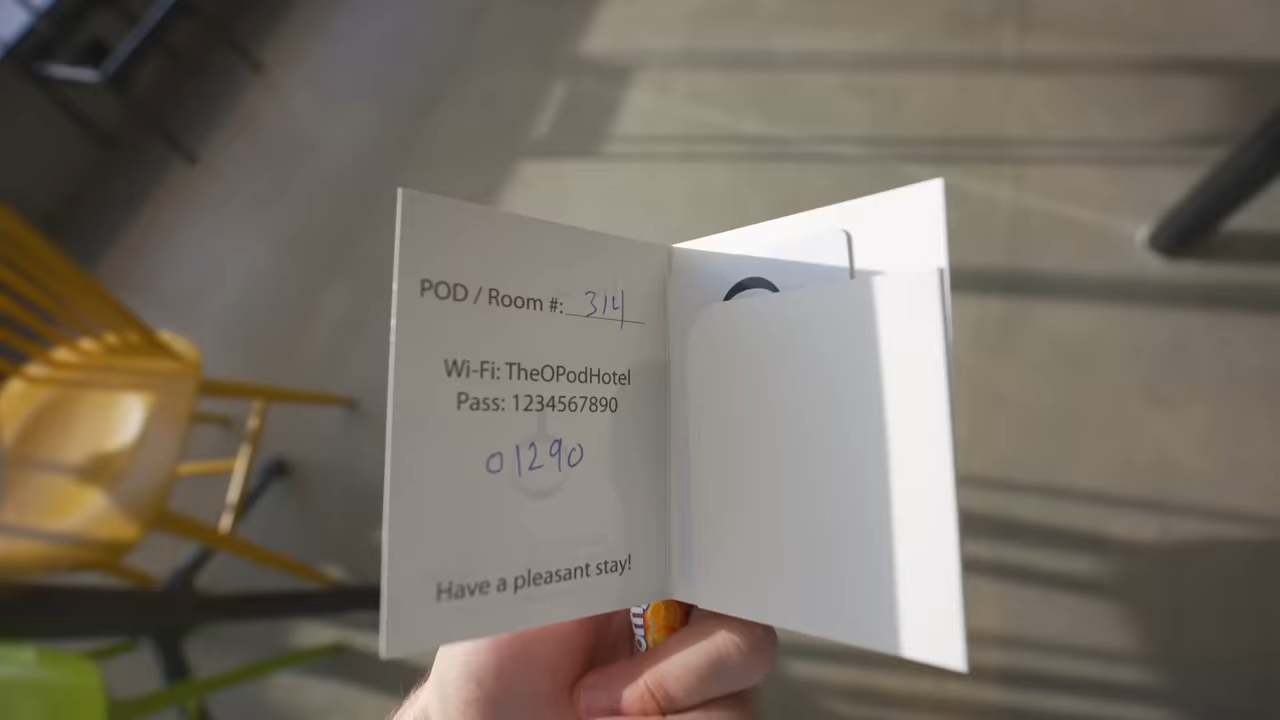 POD / Room #: 314
Wi-Fi: TheOPodHotel
Pass: 1234567890
01290
Have a pleasant stay!